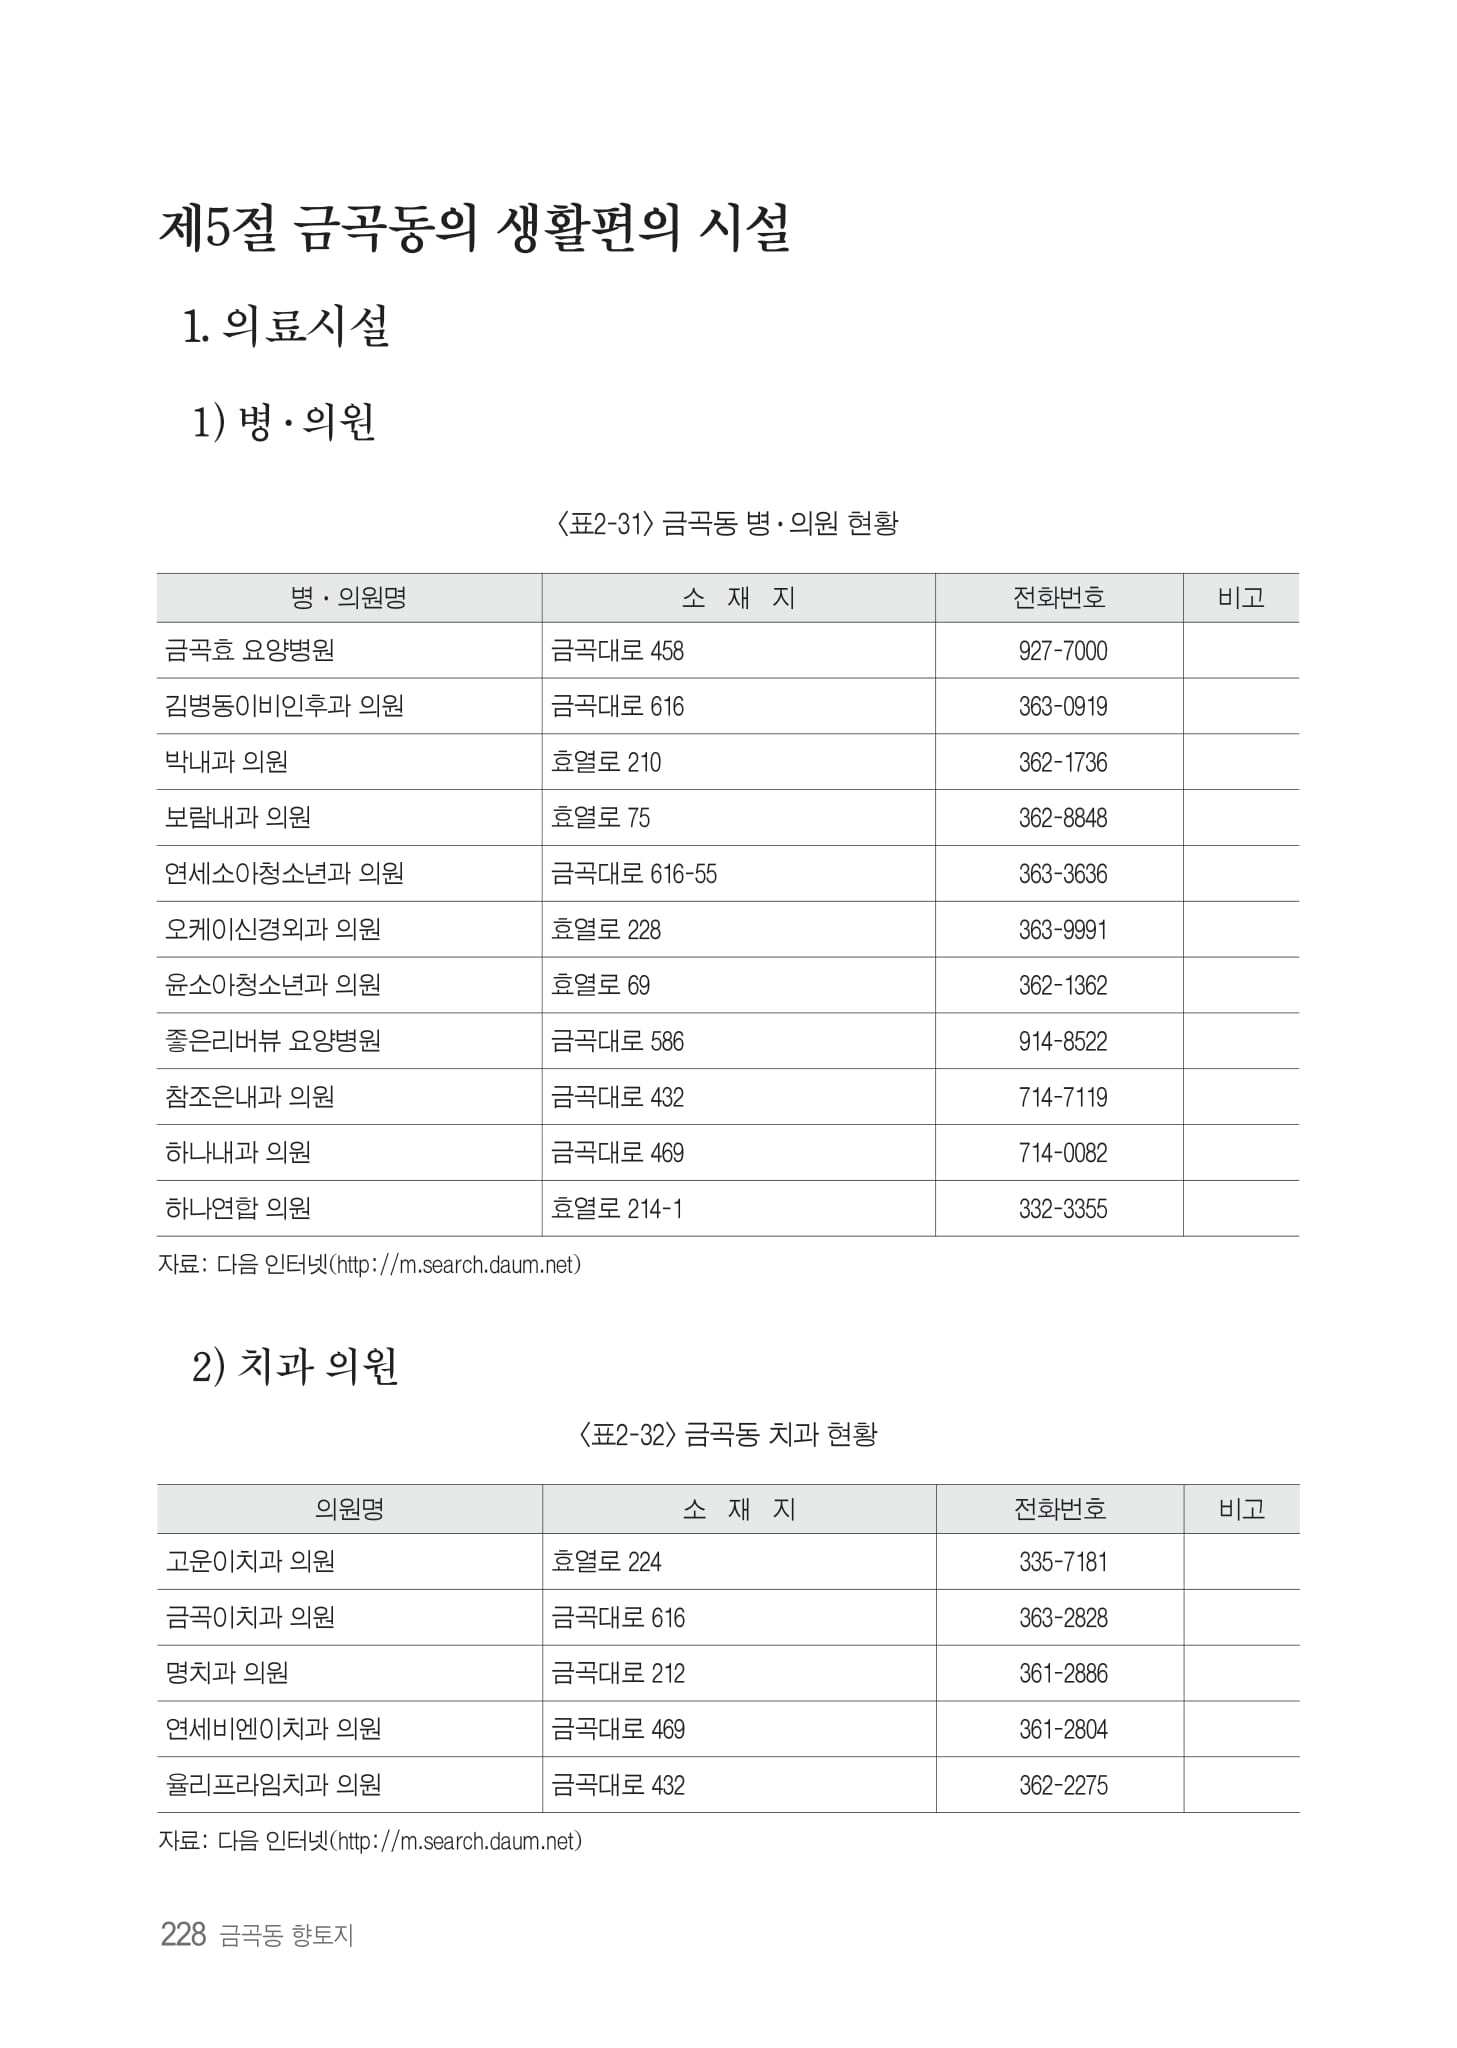 제5절 금곡동의 생활편의 시설
1. 의료시설
1) 병·의원
〈표2-31〉 금곡동 병·의원 현황
병·의원명 소 재 지 전화번호 비고
금곡효 요양병원 금곡대로 458 927-7000
김병동이비인후과 의원 금곡대로 616 363-0919
박내과 의원 효열로 210 362-1736
보람내과 의원 효열로 75 362-8848
연세소아청소년과 의원 금곡대로 616-55 363-3636
오케이신경외과 의원 효열로 228 363-9991
윤소아청소년과 의원 효열로 69 362-1362
좋은리버뷰 요양병원 금곡대로 586 914-8522
참조은내과 의원 금곡대로 432 714-7119
하나내과 의원 금곡대로 469 714-0082
하나연합 의원 효열로 214-1 332-3355
자료: 다음 인터넷(http://m.search.daum.net)
2) 치과 의원
〈표2-32〉 금곡동 치과 현황
의원명 소 재 지 전화번호 비고
고운이치과 의원 효열로 224 335-7181
금곡이치과 의원 금곡대로 616 363-2828
명치과 의원 금곡대로 212 361-2886
연세비엔이치과 의원 금곡대로 469 361-2804
율리프라임치과 의원 금곡대로 432 362-2275
자료: 다음 인터넷(http://m.search.daum.net)
228 금곡동 향토지